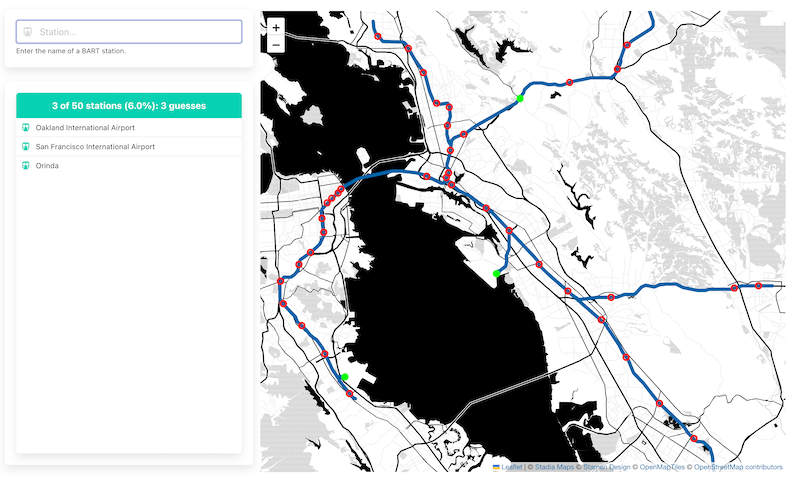 Station...
Enter the name of a BART station.
3 of 50 stations (6.0%): 3 guesses
Oakland International Airport
San Francisco International Airport
Orinda
+
−
Leaflet | © Stadia Maps © Stamen Design © OpenMapTiles © OpenStreetMap contributors